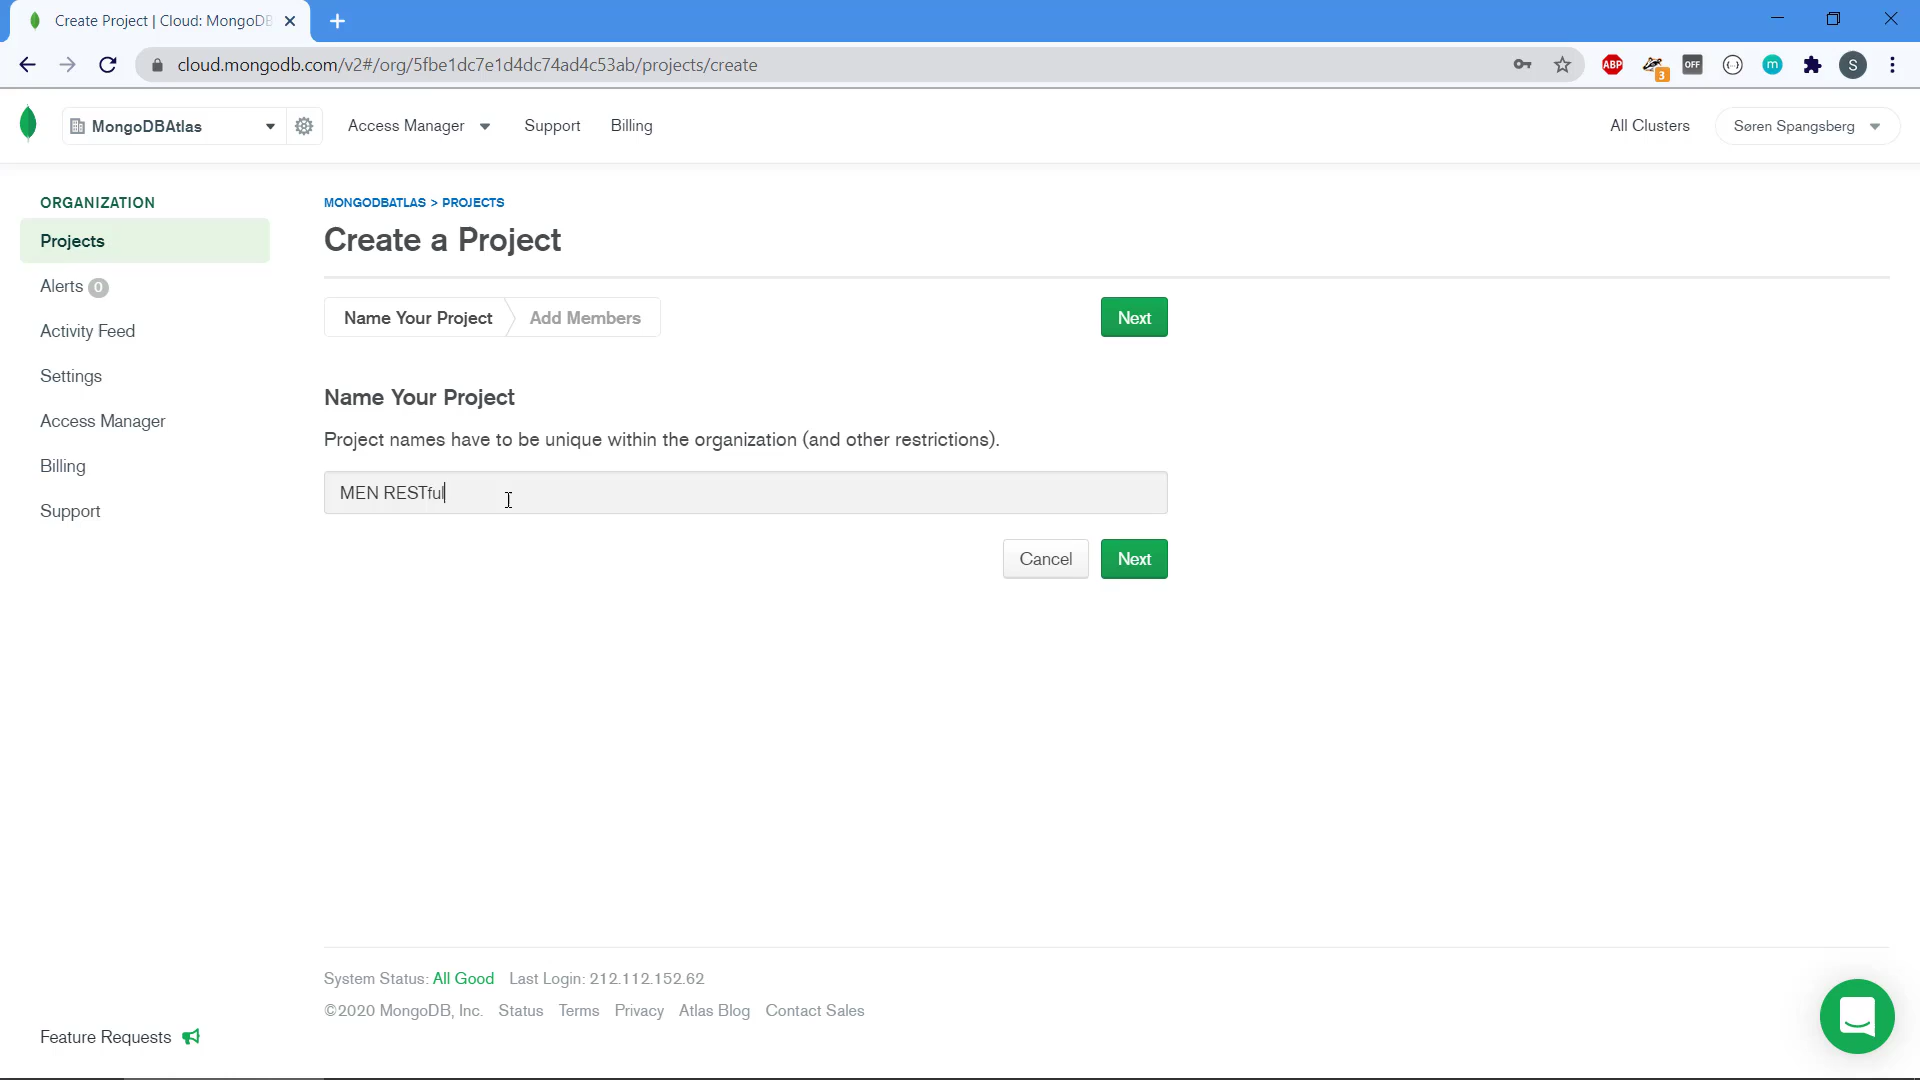 Create Project | Cloud: MongoDB
cloud.mongodb.com/v2#/org/5fbe1dc7e1d4dc74ad4c53ab/projects/create
ABP
3
OFF
m
S
MongoDBAtlas
Access Manager
Support
Billing
All Clusters
Søren Spangsberg
ORGANIZATION
Projects
Alerts 0
Activity Feed
Settings
Access Manager
Billing
Support
Feature Requests
MONGODBATLAS > PROJECTS
Create a Project
Name Your Project
Add Members
Next
Name Your Project
Project names have to be unique within the organization (and other restrictions).
MEN RESTful
Cancel
Next
System Status: All Good Last Login: 212.112.152.62
©2020 MongoDB, Inc. Status Terms Privacy Atlas Blog Contact Sales